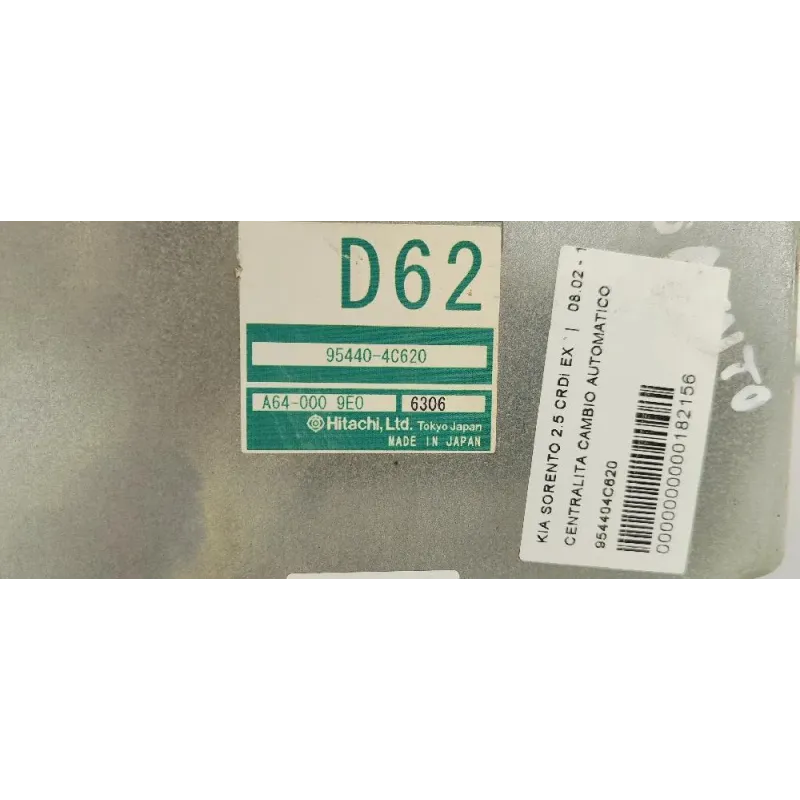 D62
95440-4C620
A64-000 9E0 6306
Hitachi, Ltd. Tokyo Japan
MADE IN JAPAN
KIA SORENTO 2.5 CRDI EX | 08.02 -
CENTRALITA CAMBIO AUTOMATICO
954404C620
0000000000182156